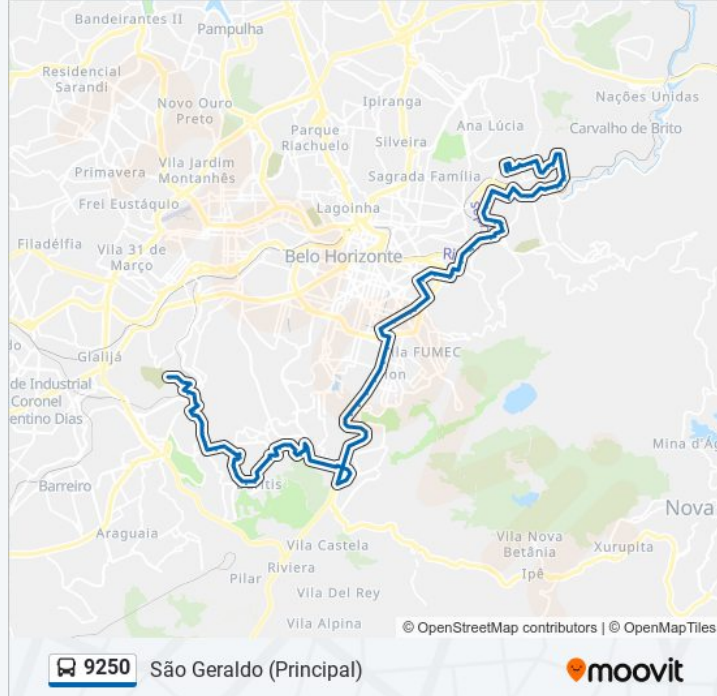 Bandeirantes II
Pampulha
Residencial
Sarandi
Novo Ouro
Preto
Ipiranga
Nações Unidas
Parque
Riachuelo
Silveira
Ana Lúcia
Carvalho de Brito
Primavera
Vila Jardim
Montanhês
Sagrada Família
Frei Eustáquio
Lagoinha
Filadélfia
Vila 31 de
Março
Belo Horizonte
Glalijá
FUMEC
de Industrial
Coronel
entino Dias
Mina d'Á
Barreiro
Nova
Araguaia
Vila Castela
Vila Nova
Betânia
Xurupita
Riviera
Pilar
Ipê
Vila Del Rey
Vila Alpina
© OpenStreetMap contributors | © OpenMapTiles
9250 São Geraldo (Principal)
moovit